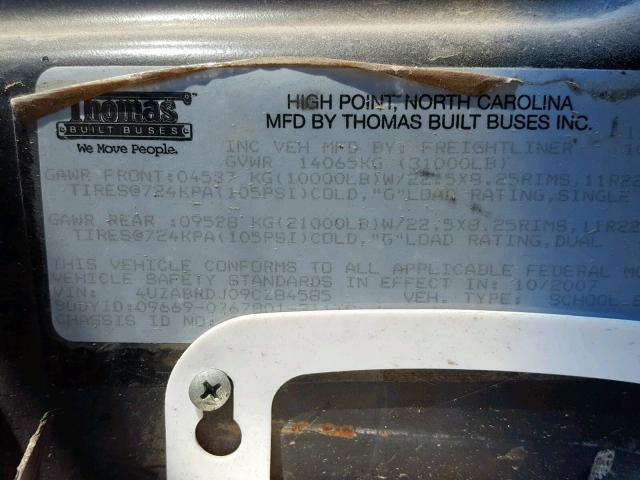 Thomas
BUILT BUSES
We Move People.
HIGH POINT, NORTH CAROLINA
MFD BY THOMAS BUILT BUSES INC.
INC VEH MFD BY: FREIGHTLINER
GVWR 14065KG (31000LB)
GAWR FRONT:04537 KG(10000LB)W/22.5X8.25RIMS,11R22
TIRES@724KPA(105PSI)COLD,"G"LOAD RATING,SINGLE
GAWR REAR :09528 KG(21000LB)W/22.5X8.25RIMS,11R22
TIRES@724KPA(105PSI)COLD,"G"LOAD RATING,DUAL
THIS VEHICLE CONFORMS TO ALL APPLICABLE FEDERAL M
VEHICLE SAFETY STANDARDS IN EFFECT IN: 10/2007
VIN: 4UZABRDJ09CZ84585 VEH. TYPE: SCHOOL
BODYID:
CHASSIS ID NO: